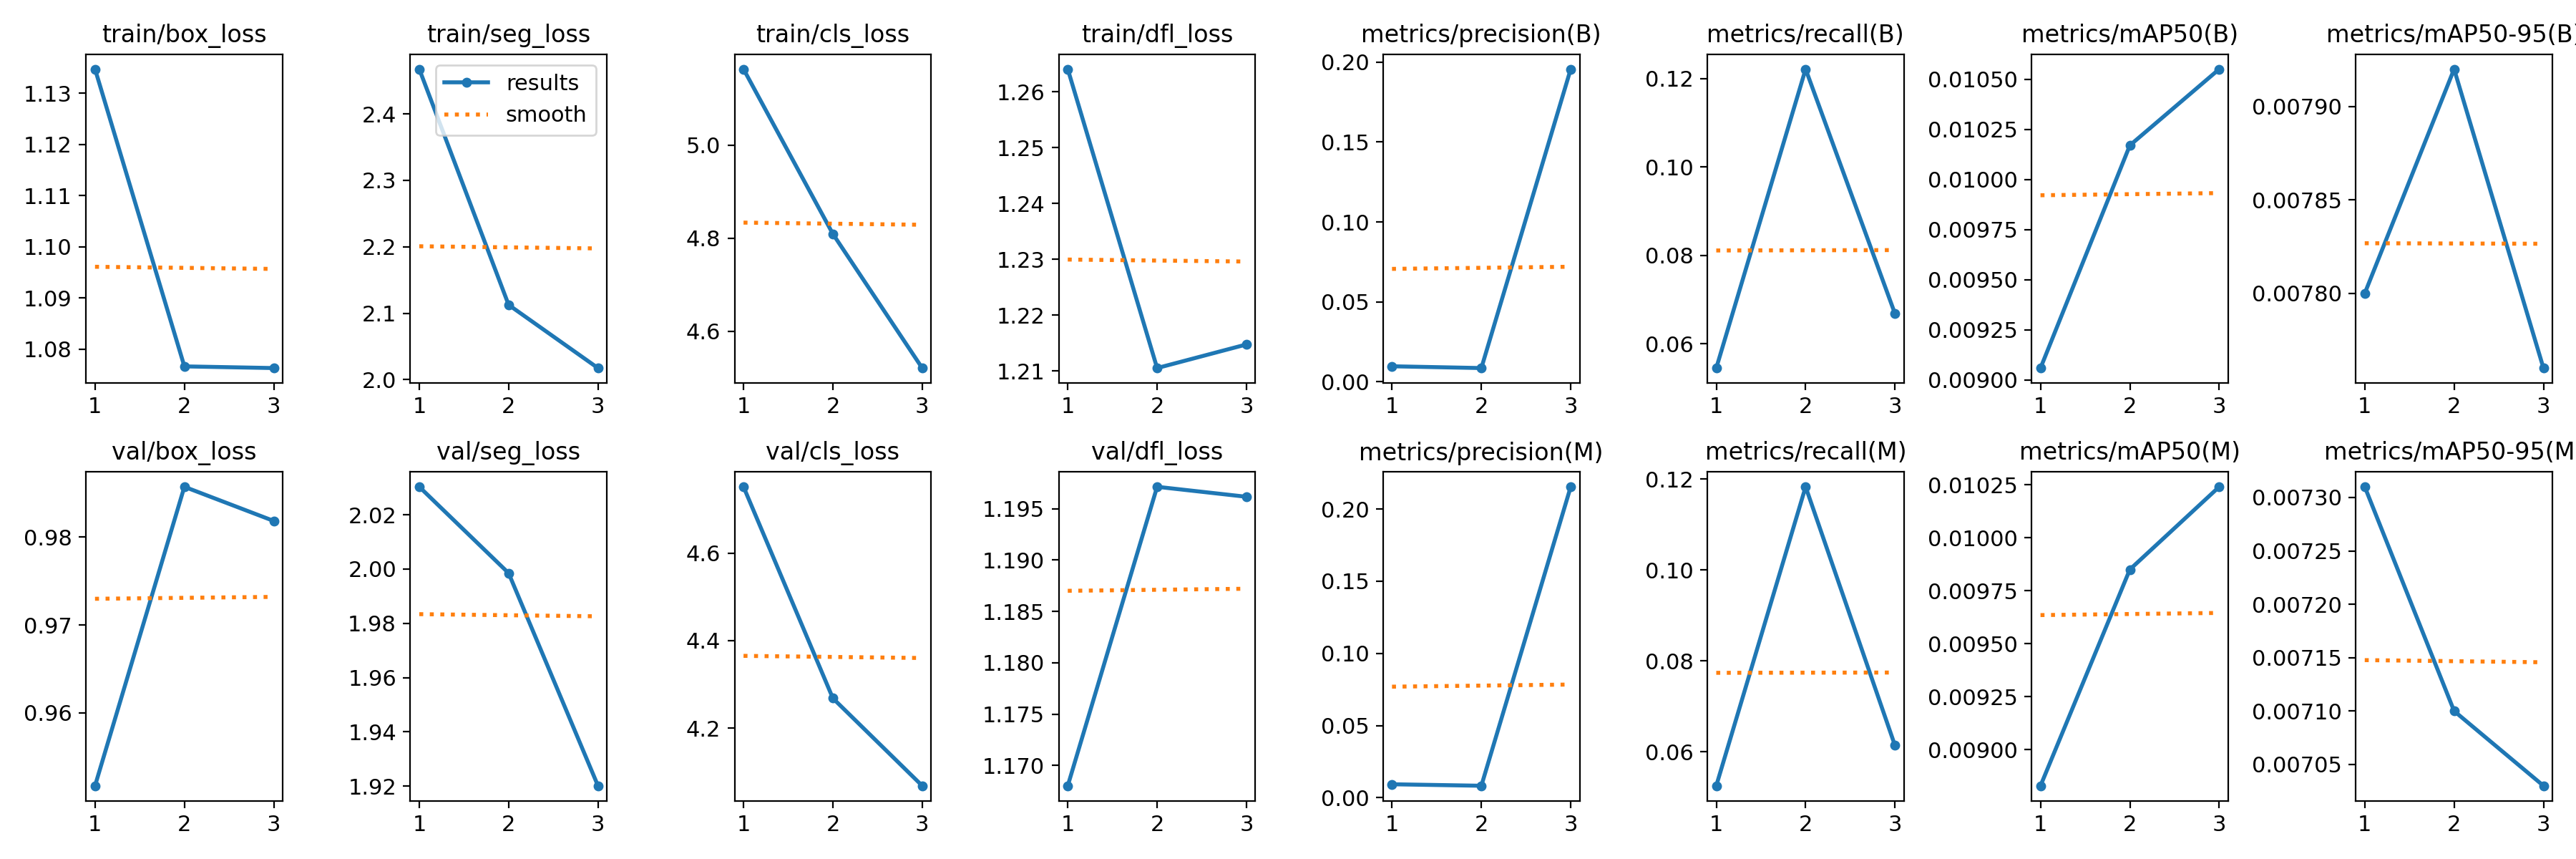 train/box_loss
train/seg_loss
train/cls_loss
train/dfl_loss
metrics/precision(B)
metrics/recall(B)
metrics/mAP50(B)
metrics/mAP50-95(B)
1.13
1.12
1.11
1.10
1.09
1.08
1 2 3
results
smooth
2.4
2.3
2.2
2.1
2.0
1 2 3
5.0
4.8
4.6
1 2 3
1.26
1.25
1.24
1.23
1.22
1.21
1 2 3
0.20
0.15
0.10
0.05
0.00
1 2 3
0.12
0.10
0.08
0.06
1 2 3
0.01050
0.01025
0.01000
0.00975
0.00950
0.00925
0.00900
1 2 3
0.00790
0.00785
0.00780
1 2 3
val/box_loss
val/seg_loss
val/cls_loss
val/dfl_loss
metrics/precision(M)
metrics/recall(M)
metrics/mAP50(M)
metrics/mAP50-95(M
0.98
0.97
0.96
1 2 3
2.02
2.00
1.98
1.96
1.94
1.92
1 2 3
4.6
4.4
4.2
1 2 3
1.195
1.190
1.185
1.180
1.175
1.170
1 2 3
0.20
0.15
0.10
0.05
0.00
1 2 3
0.12
0.10
0.08
0.06
1 2 3
0.01025
0.01000
0.00975
0.00950
0.00925
0.00900
1 2 3
0.00730
0.00725
0.00720
0.00715
0.00710
0.00705
1 2 3